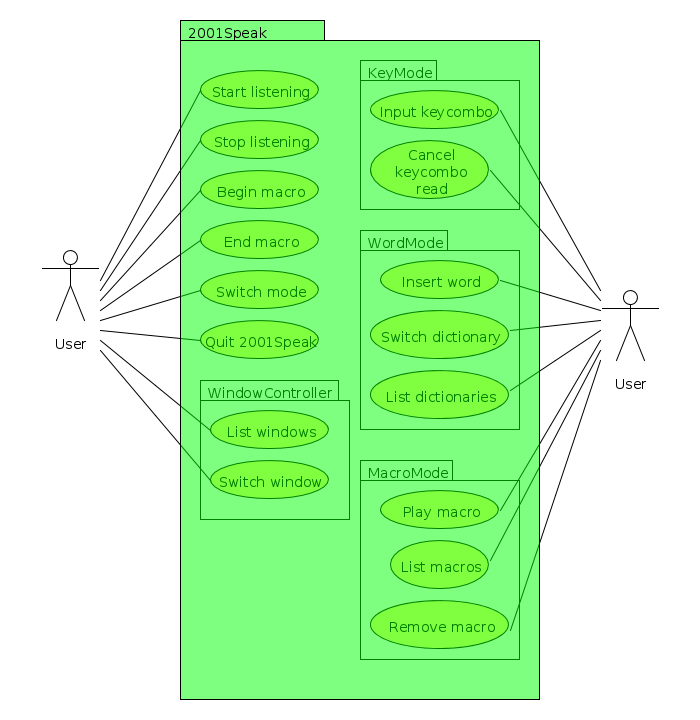 2001Speak
Start listening
Stop listening
Begin macro
End macro
Switch mode
Quit 2001Speak
WindowController
List windows
Switch window
KeyMode
Input keycombo
Cancel
keycombo
read
WordMode
Insert word
Switch dictionary
List dictionaries
MacroMode
Play macro
List macros
Remove macro
User
User